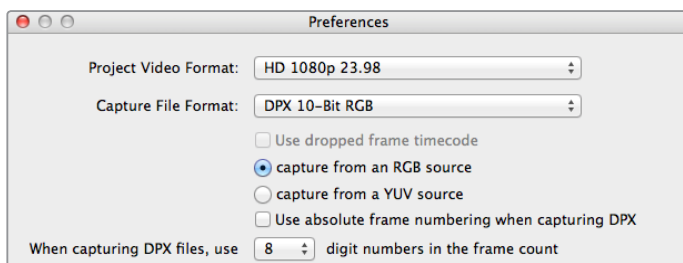 Preferences
Project Video Format: HD 1080p 23.98
Capture File Format: DPX 10-Bit RGB
Use dropped frame timecode
capture from an RGB source
capture from a YUV source
Use absolute frame numbering when capturing DPX
When capturing DPX files, use 8 digit numbers in the frame count